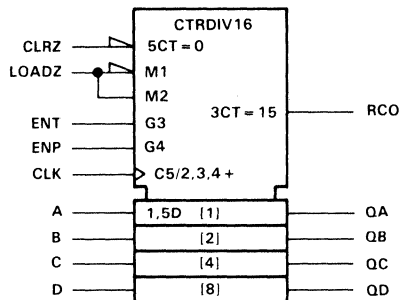 CTRDIV16
CLRZ 5CT=0
LOADZ M1
M2
3CT=15 RCO
ENT G3
ENP G4
CLK C5/2,3,4+
A 1,5D [1] QA
B [2] QB
C [4] QC
D [8] QD